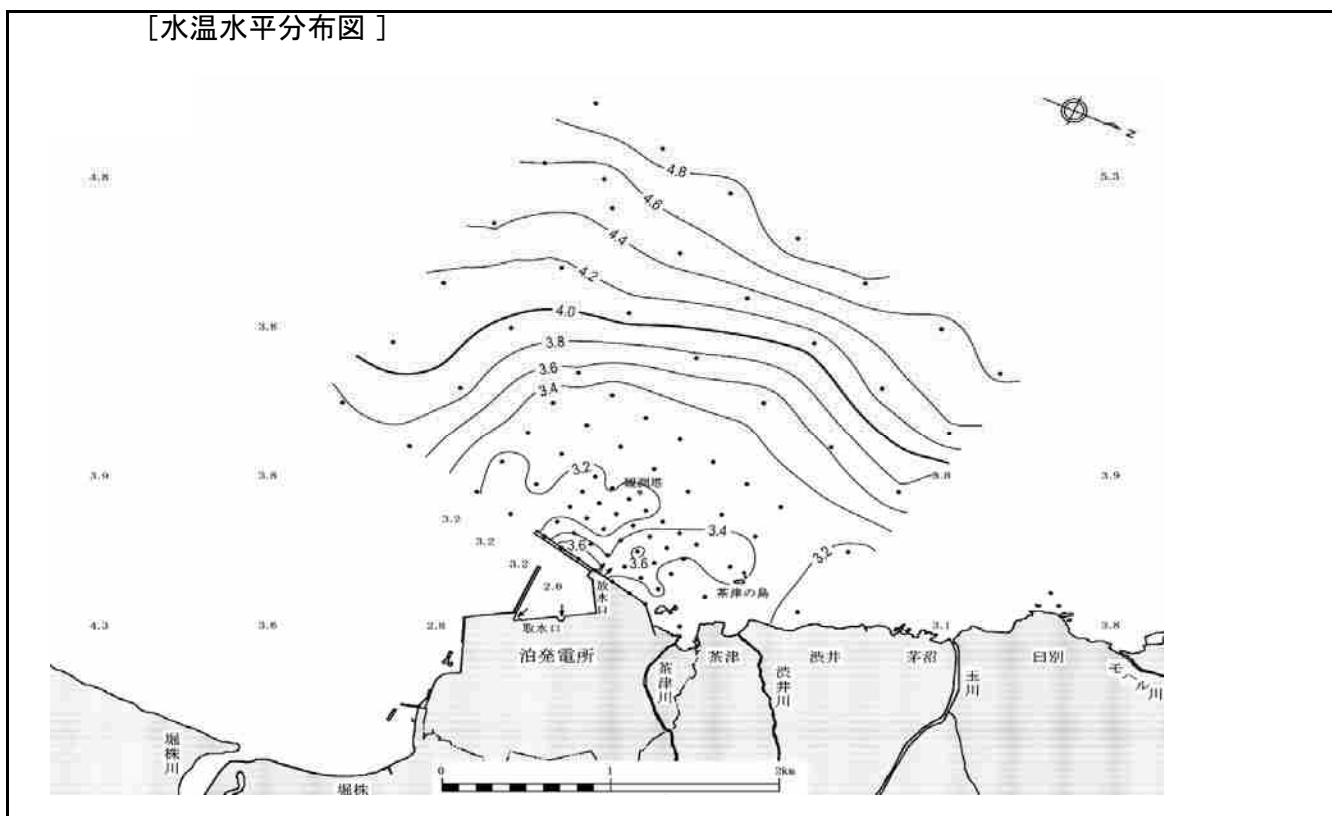 ［水温水平分布図 ］
N
4.8
4.8
5.3
4.6
4.4
4.2
4.0
3.8
3.8
3.6
3.4
3.9
3.8
3.2
観測塔
3.8
3.9
3.2
3.2
3.4
3.6
3.6
3.2
3.2
2.8
放水口
茶津の島
4.3
3.6
2.8
取水口
3.1
3.8
泊発電所
茶津
渋井
茅沼
臼別
茶津川
渋井川
玉川
モヘル川
堀株川
堀株
0
1
2km